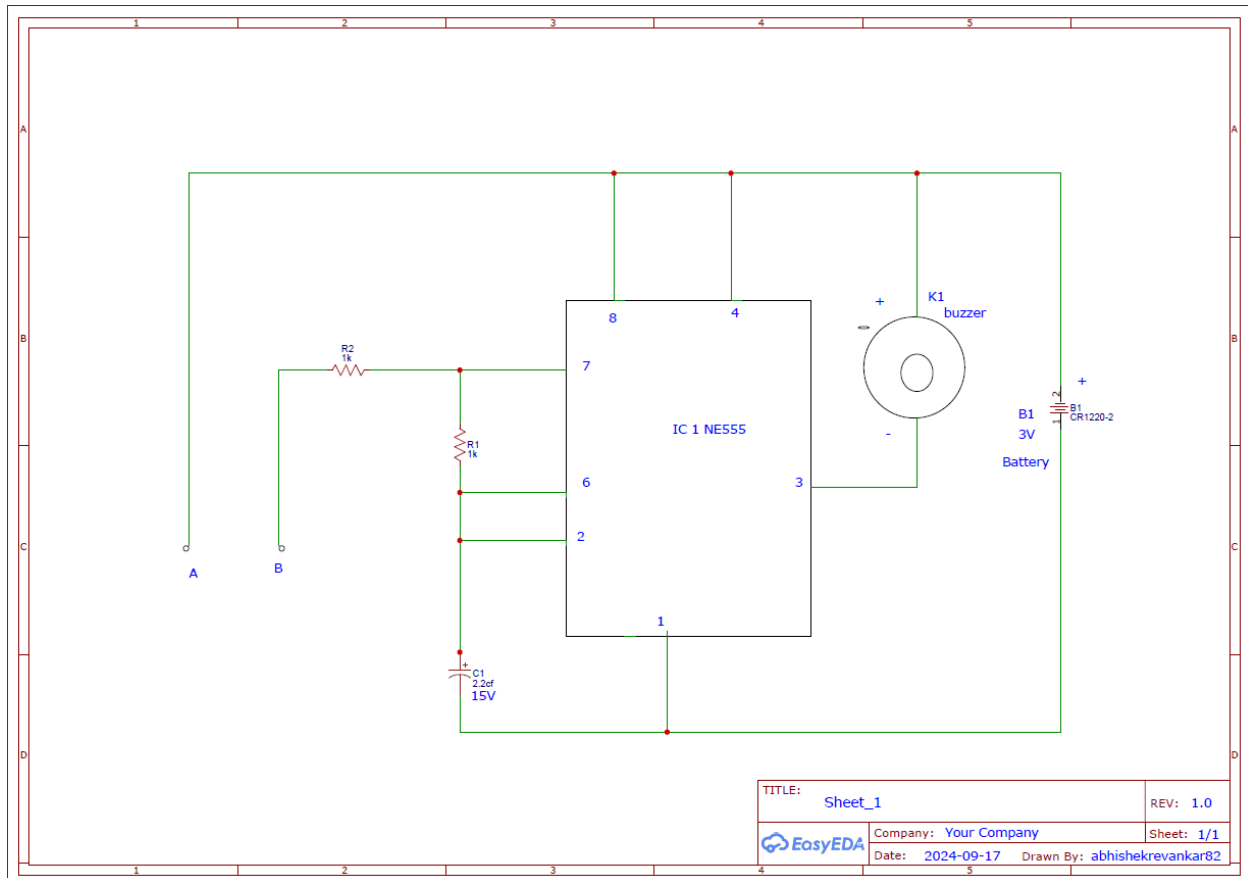 1 2 3 4 5
A A
B B
C C
D D
8
4
K1
+
buzzer
R2
1k
7
+
2
B1
CR1220-2
1
B1
3V
Battery
-
IC 1 NE555
R1
1k
6
3
2
A
B
1
+
C1
2.2cf
15V
TITLE:
Sheet_1
REV: 1.0
EasyEDA
Company: Your Company
Sheet: 1/1
Date: 2024-09-17 Drawn By: abhishekrevankar82
1 2 3 4 5